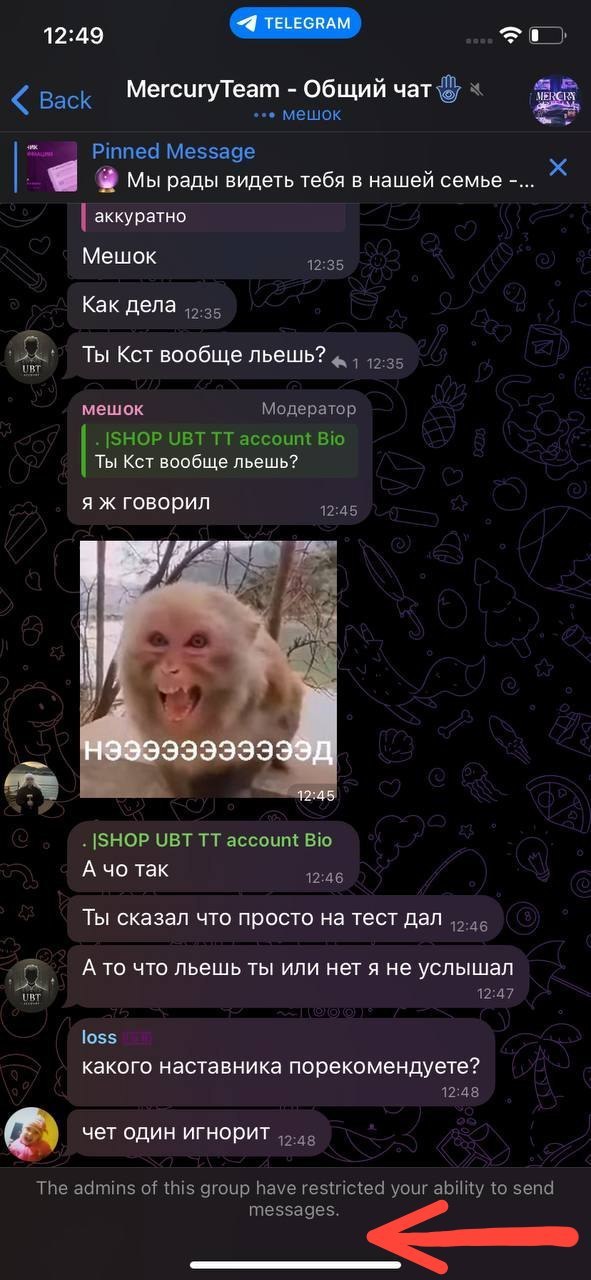 12:49
TELEGRAM
Back
MercuryTeam - Общий чат
мешок
Pinned Message
🔮 Мы рады видеть тебя в нашей семье -...
аккуратно
Мешок 12:35
Как дела 12:35
Ты Кст вообще льешь? 1 12:35
UBT
мешок Модератор
. |SHOP UBT TT account Bio
Ты Кст вообще льешь?
я ж говорил 12:45
НЭЭЭЭЭЭЭЭЭЭЭД
12:45
. |SHOP UBT TT account Bio
А чо так 12:46
Ты сказал что просто на тест дал 12:46
А то что льешь ты или нет я не услышал
12:47
UBT
loss
какого наставника порекомендуете?
12:48
чет один игнорит 12:48
The admins of this group have restricted your ability to send
messages.